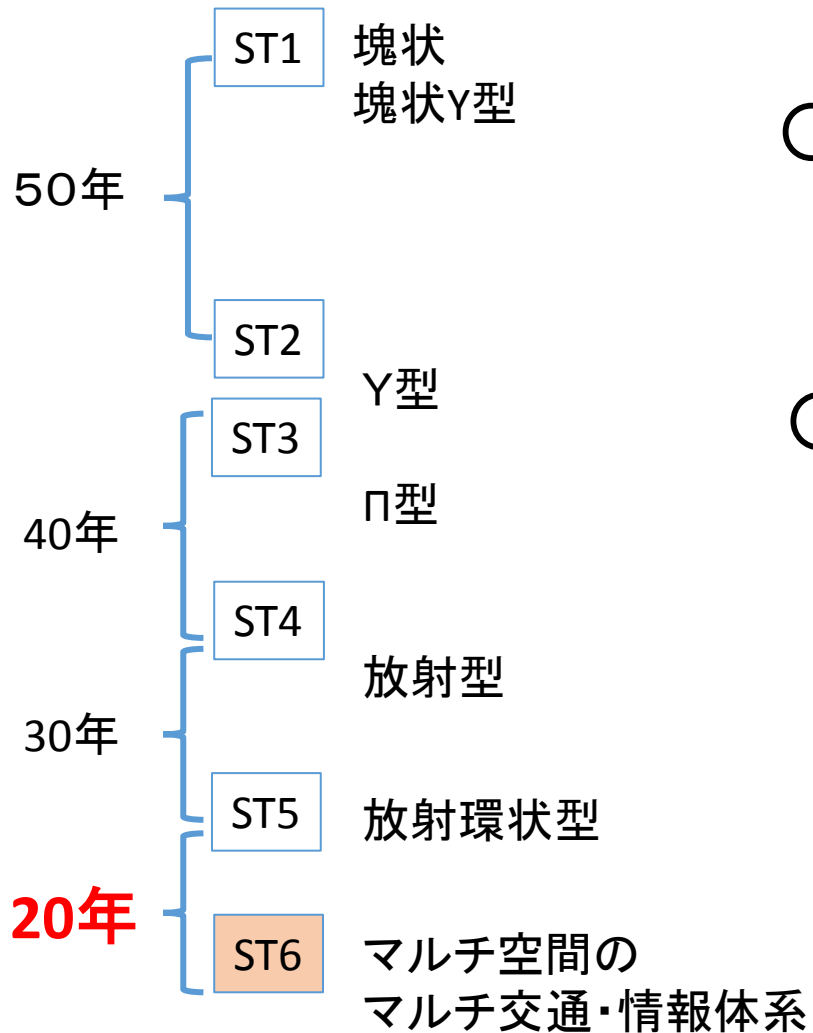 ST1 塊状
塊状Y型
５０年
ST2
Ｙ型
ST3
Π型
40年
ST4
放射型
30年
ST5 放射環状型
20年
ST6 マルチ空間の
マルチ交通・情報体系